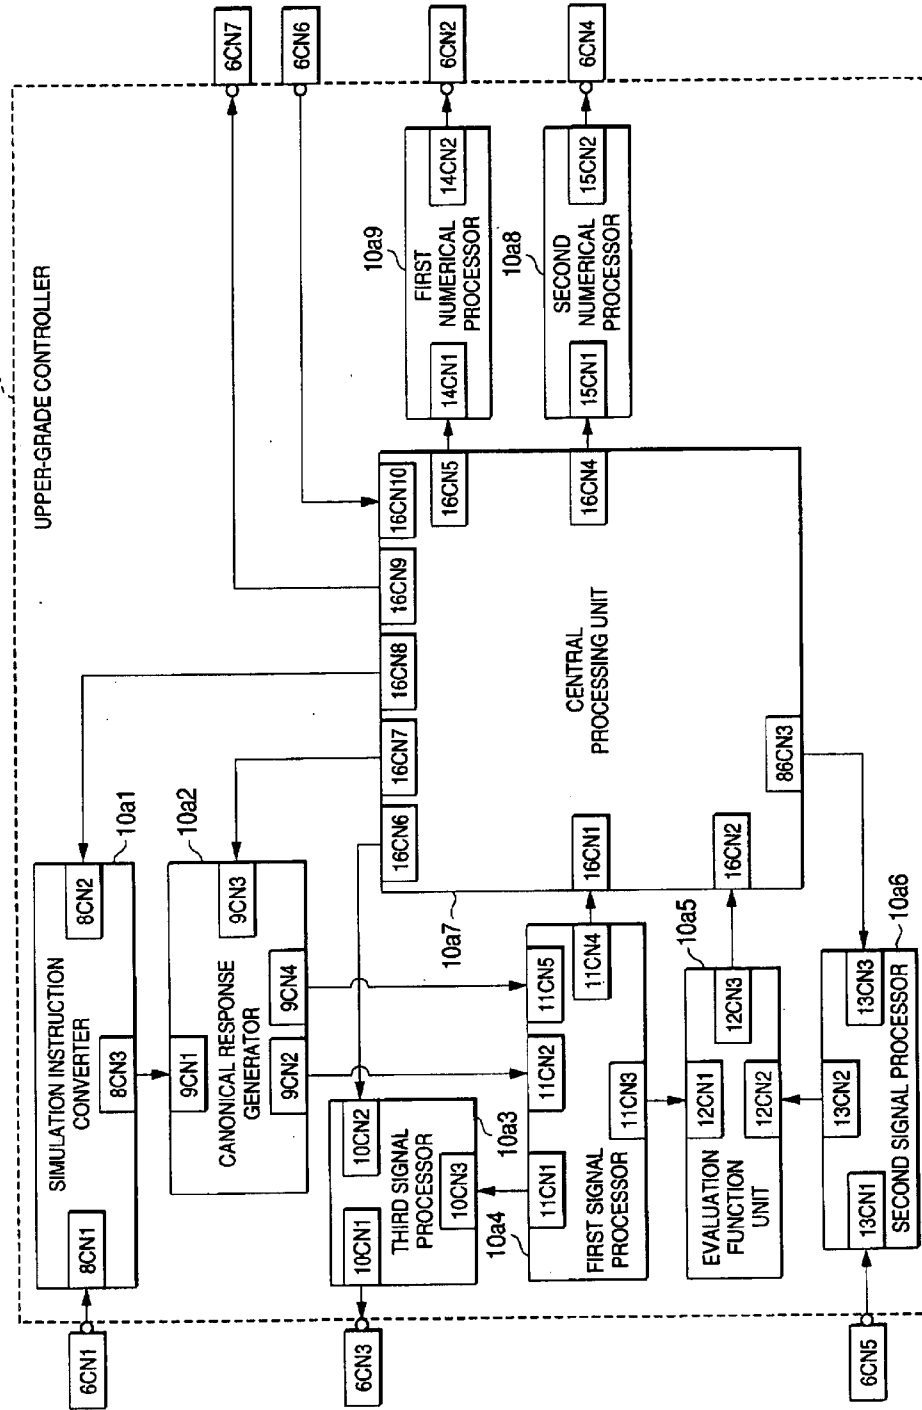 UPPER-GRADE CONTROLLER
6CN1
8CN1
SIMULATION INSTRUCTION
CONVERTER
8CN3
8CN2
10a1
9CN1
CANONICAL RESPONSE
GENERATOR
9CN2
9CN4
9CN3
10a2
6CN3
10CN1
THIRD SIGNAL
PROCESSOR
10CN2
10CN3
10a3
10a4
11CN1
11CN2
11CN5
FIRST SIGNAL
PROCESSOR
11CN3
11CN4
10a5
EVALUATION
FUNCTION
UNIT
12CN1
12CN2
12CN3
6CN5
13CN1
13CN2
13CN3
SECOND SIGNAL PROCESSOR
10a6
10a7
16CN6
16CN7
16CN8
16CN9
16CN10
16CN1
16CN2
86CN3
CENTRAL
PROCESSING UNIT
16CN5
16CN4
10a9
14CN1
FIRST
NUMERICAL
PROCESSOR
14CN2
10a8
15CN1
SECOND
NUMERICAL
PROCESSOR
15CN2
6CN7
6CN6
6CN2
6CN4